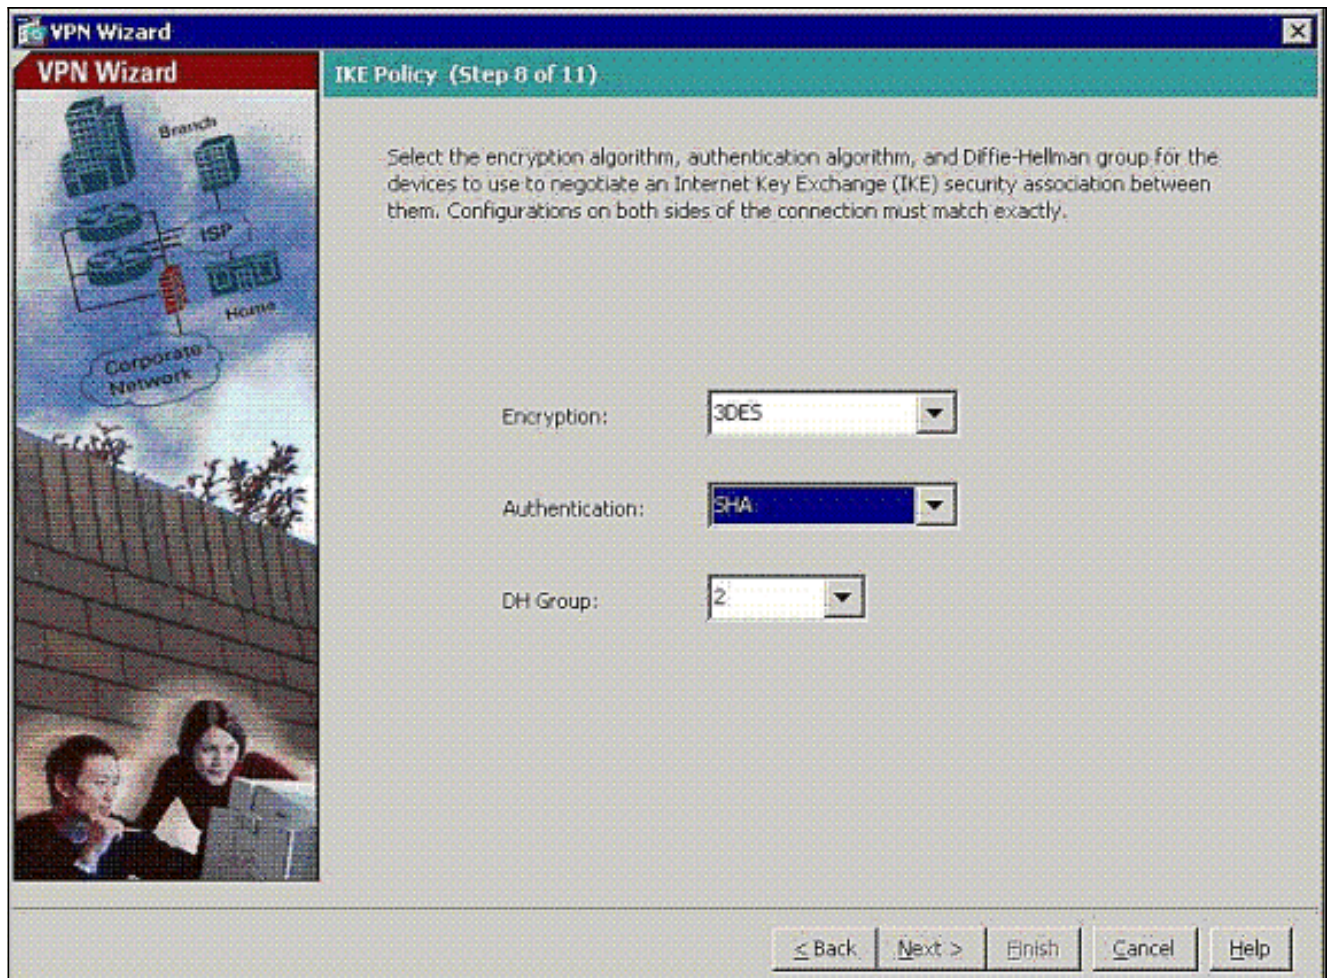 VPN Wizard
VPN Wizard
IKE Policy (Step 8 of 11)
Branch
ISP
Home
Corporate
Network
Select the encryption algorithm, authentication algorithm, and Diffie-Hellman group for the
devices to use to negotiate an Internet Key Exchange (IKE) security association between
them. Configurations on both sides of the connection must match exactly.
Encryption: 3DES
Authentication: SHA
DH Group: 2
< Back Next > Finish Cancel Help